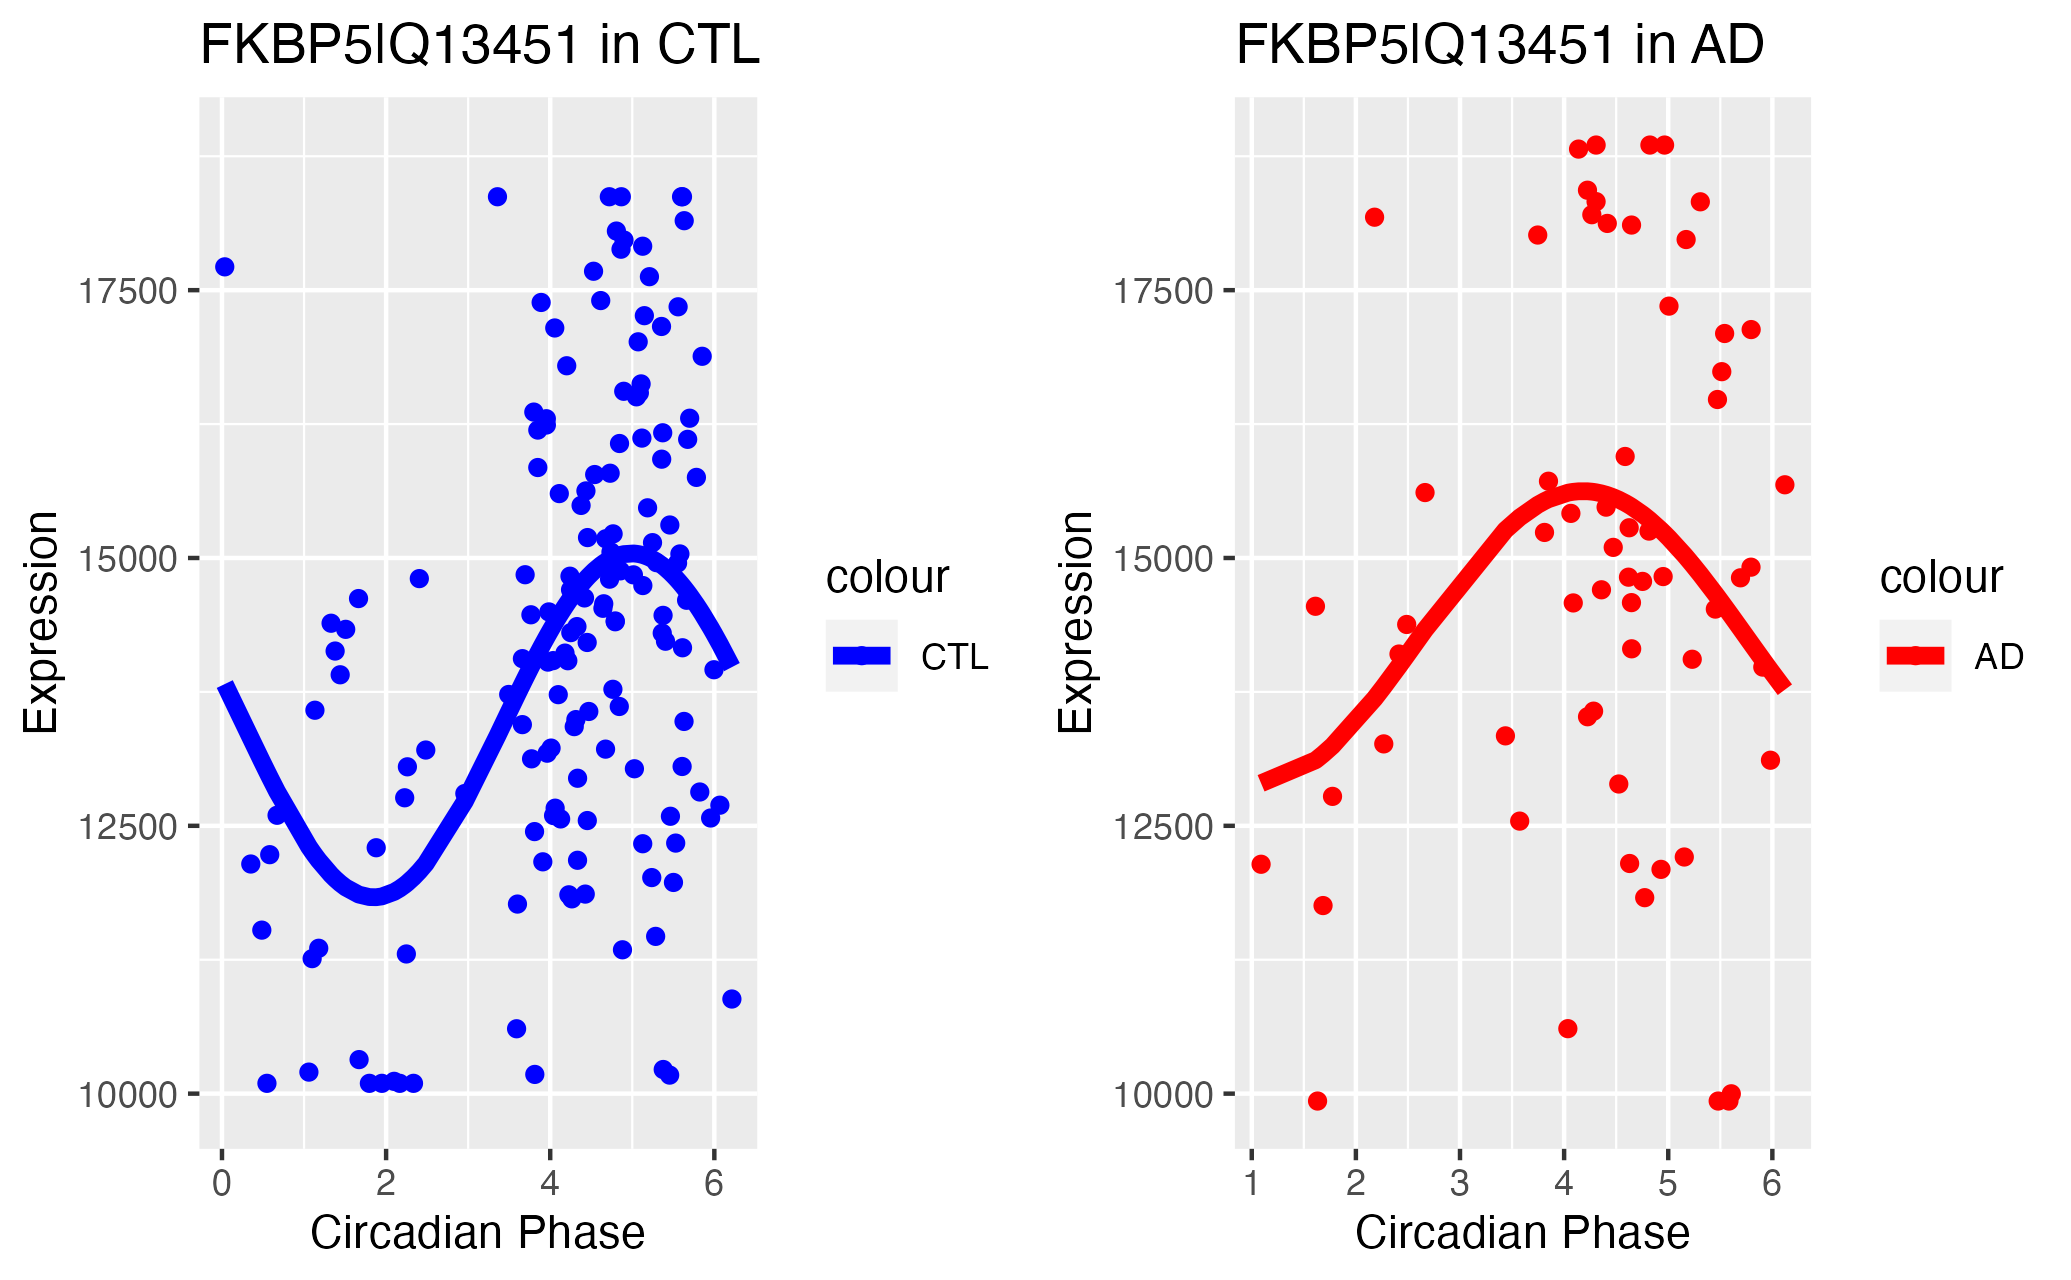 FKBP5|Q13451 in CTL
Expression
17500
15000
12500
10000
0 2 4 6
Circadian Phase
colour
CTL
FKBP5|Q13451 in AD
Expression
17500
15000
12500
10000
1 2 3 4 5 6
Circadian Phase
colour
AD